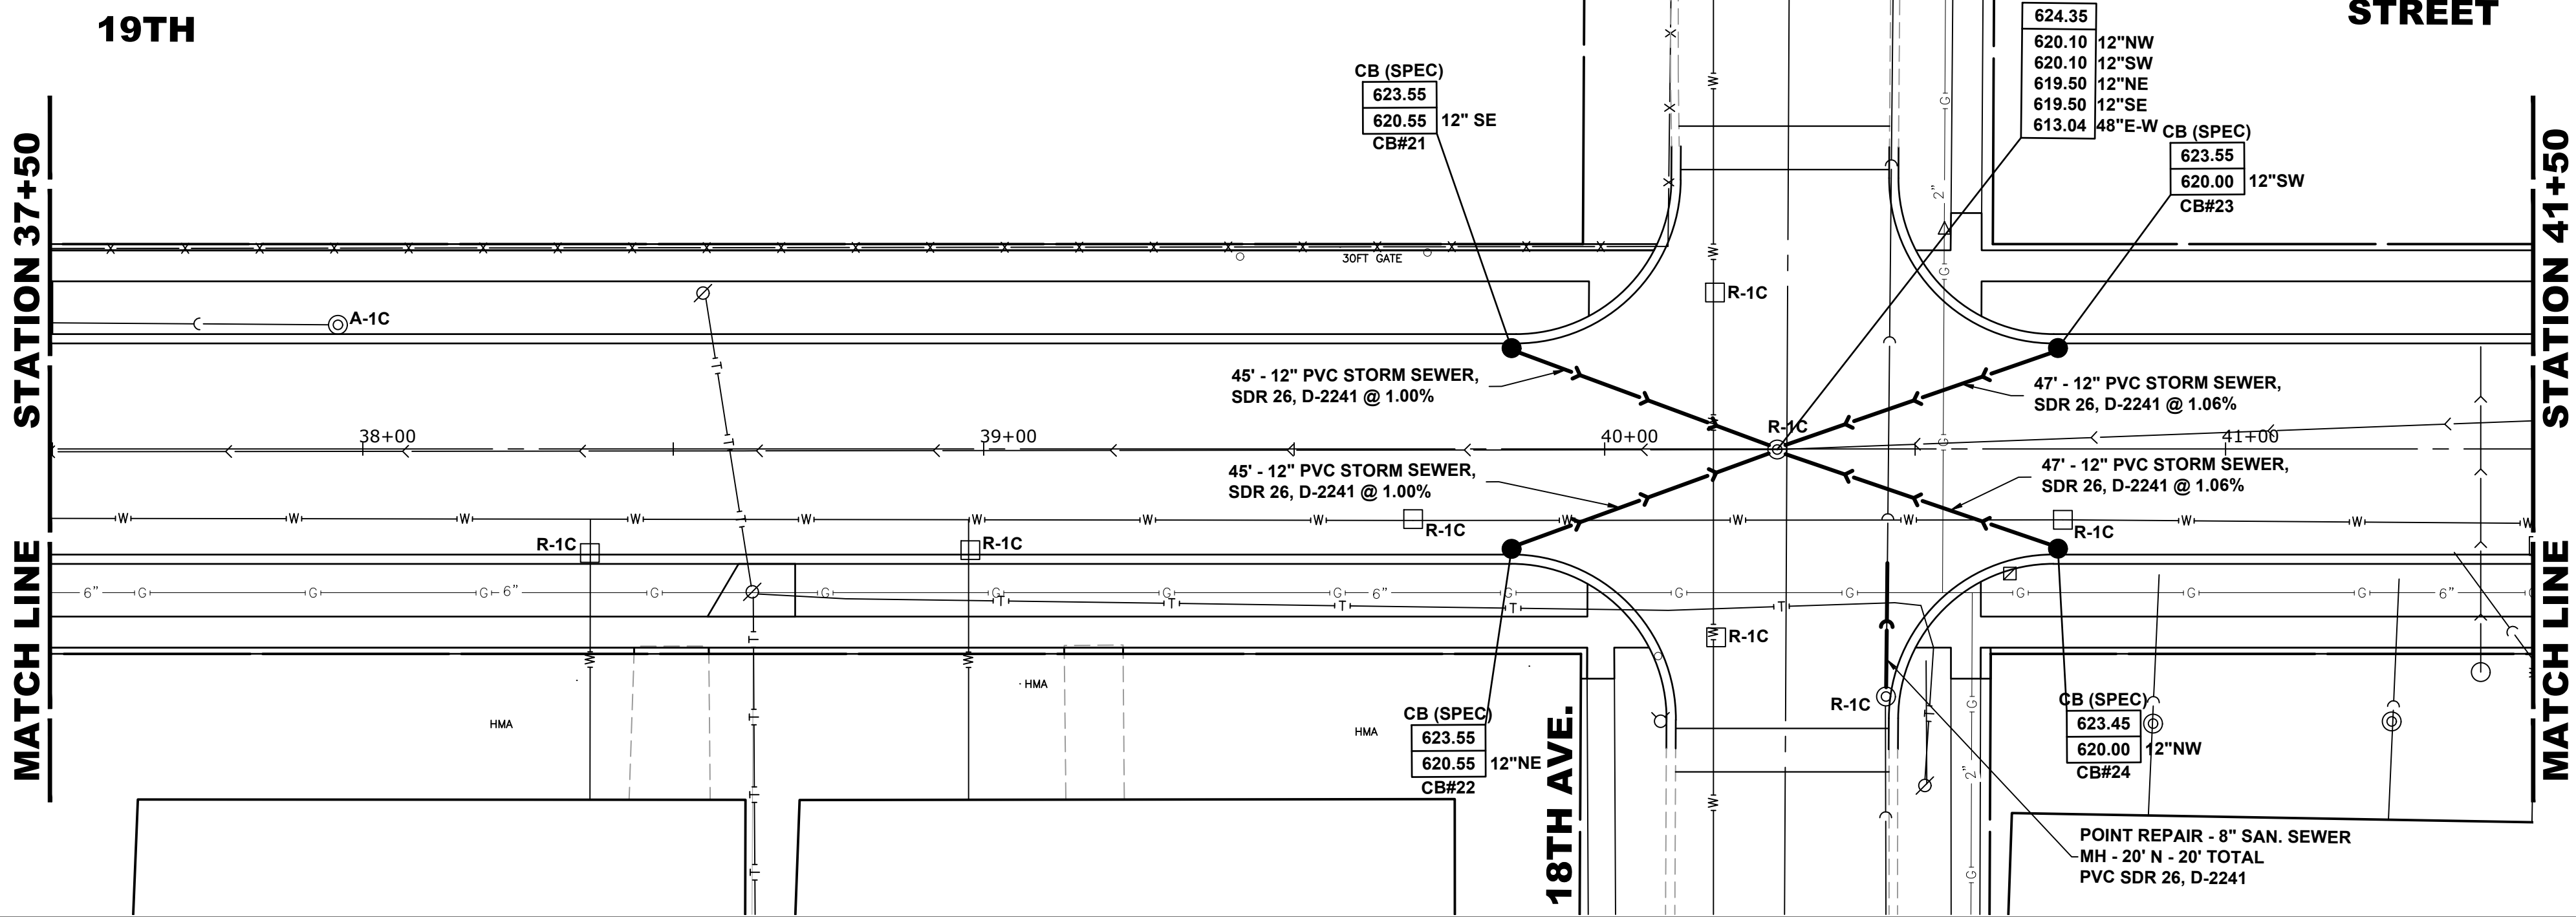 19TH
STREET
624.35
620.10 12"NW
620.10 12"SW
619.50 12"NE
619.50 12"SE
613.04 48"E-W
CB (SPEC)
623.55
620.55 12" SE
CB#21
CB (SPEC)
623.55
620.00 12"SW
CB#23
MATCH LINE STATION 37+50
MATCH LINE STATION 41+50
2"
G
G
30FT GATE
R-1C
A-1C
45' - 12" PVC STORM SEWER,
SDR 26, D-2241 @ 1.00%
47' - 12" PVC STORM SEWER,
SDR 26, D-2241 @ 1.06%
R-1C
38+00
39+00
40+00
41+00
45' - 12" PVC STORM SEWER,
SDR 26, D-2241 @ 1.00%
47' - 12" PVC STORM SEWER,
SDR 26, D-2241 @ 1.06%
W W W W W W W W W W W W W W W
R-1C
R-1C
R-1C
R-1C
6" G G G 6" G G G G G 6" G G G G G 6"
T T T T T
R-1C
HMA
HMA
HMA
R-1C
CB (SPEC)
623.55
620.55 12"NE
CB#22
18TH AVE.
CB (SPEC)
623.45
620.00 12"NW
CB#24
2"
POINT REPAIR - 8" SAN. SEWER
MH - 20' N - 20' TOTAL
PVC SDR 26, D-2241